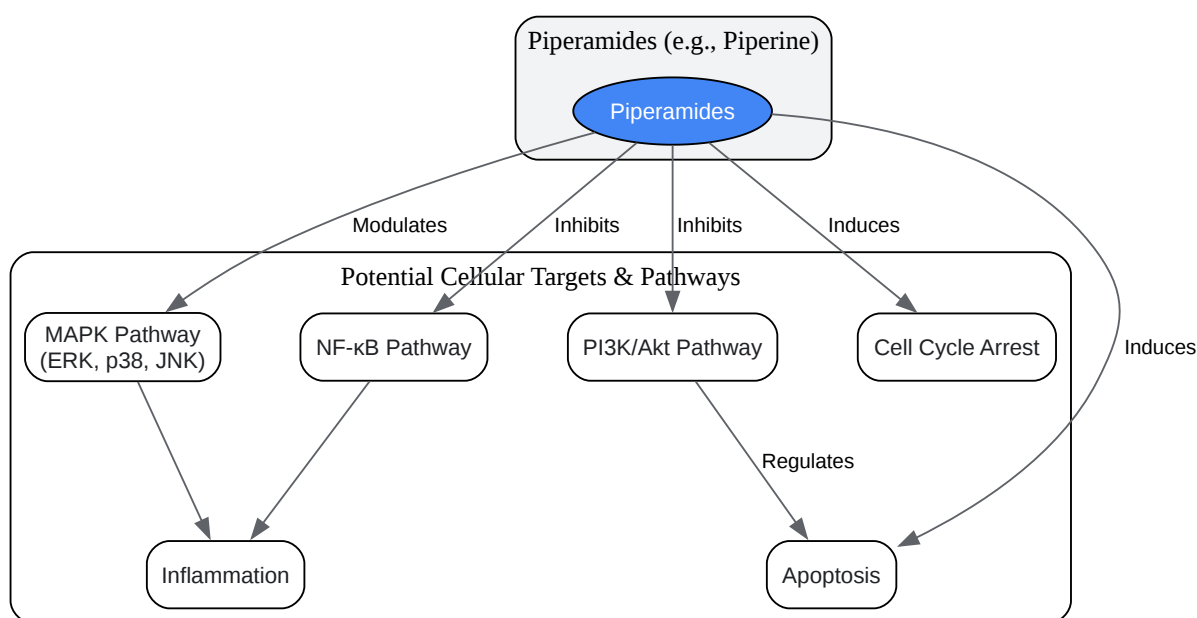 Piperamides (e.g., Piperine)
Piperamides
Modulates
Inhibits
Inhibits
Induces
Potential Cellular Targets & Pathways
MAPK Pathway
(ERK, p38, JNK)
NF-κB Pathway
PI3K/Akt Pathway
Cell Cycle Arrest
Induces
Regulates
Inflammation
Apoptosis